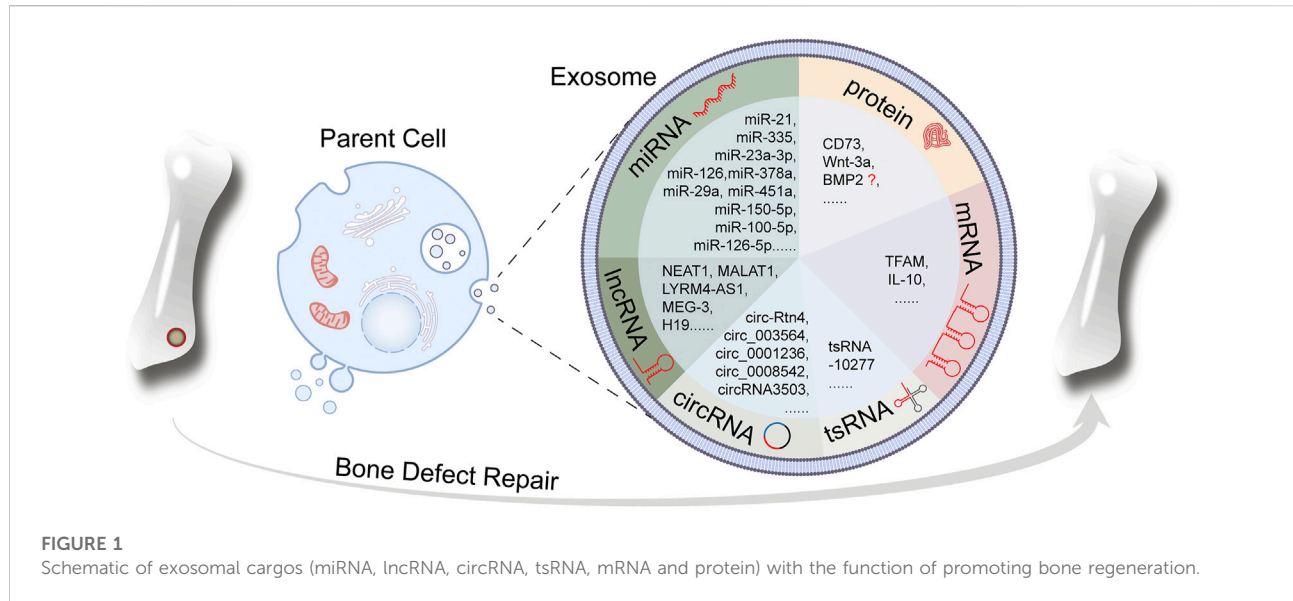 Exosome
Parent Cell
miRNA
miR-21,
miR-335,
miR-23a-3p,
miR-126,miR-378a,
miR-29a, miR-451a,
miR-150-5p,
miR-100-5p,
miR-126-5p......
protein
CD73,
Wnt-3a,
BMP2 ?,
......
mRNA
TFAM,
IL-10,
......
lncRNA
NEAT1, MALAT1,
LYRM4-AS1,
MEG-3,
H19......
circRNA
circ-Rtn4,
circ_003564,
circ_0001236,
circ_0008542,
circRNA3503,
......
tsRNA
tsRNA
-10277
......
Bone Defect Repair
FIGURE 1
Schematic of exosomal cargos (miRNA, lncRNA, circRNA, tsRNA, mRNA and protein) with the function of promoting bone regeneration.